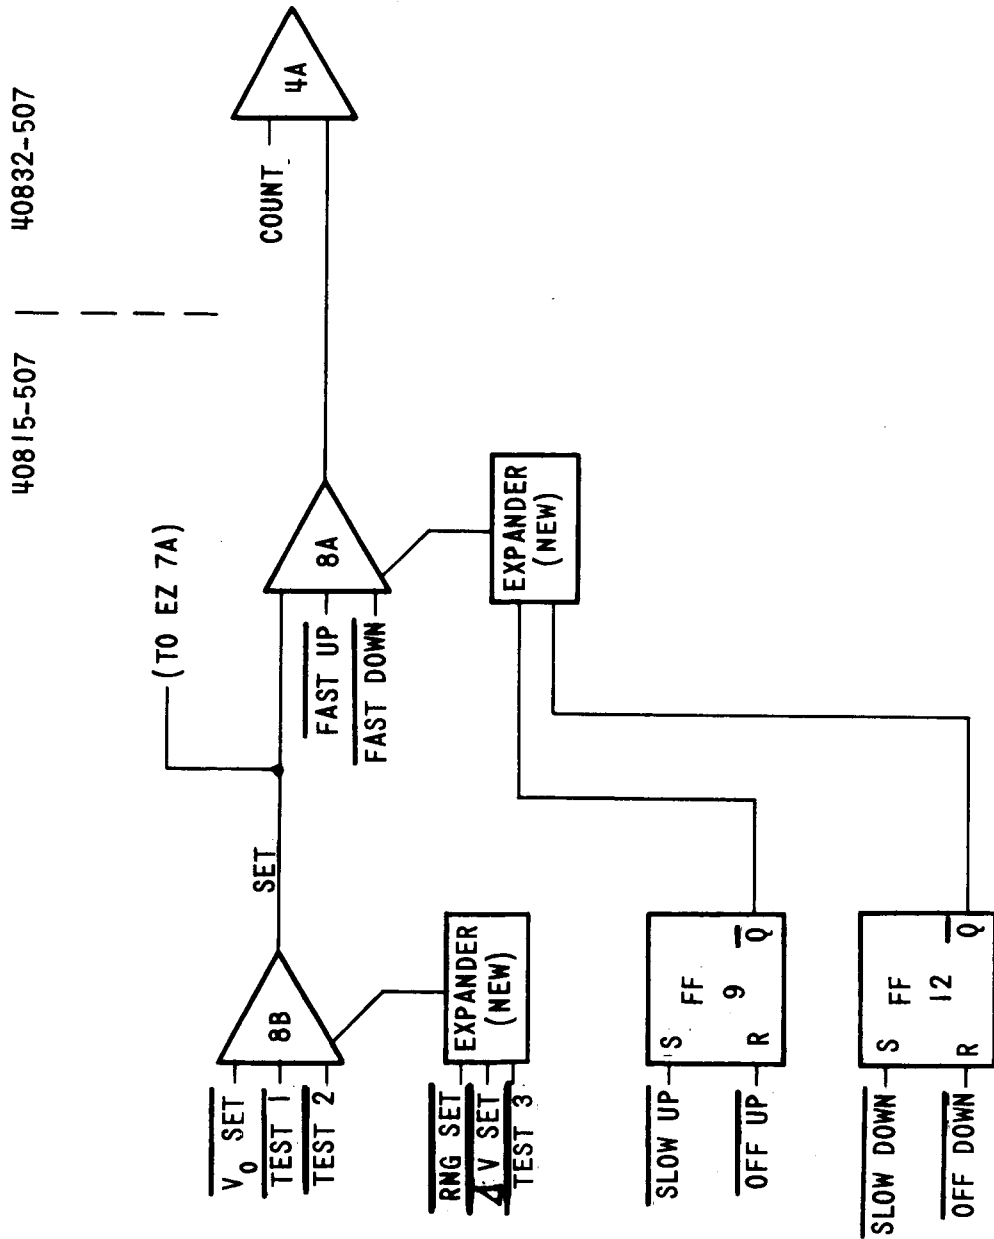 40815-507
40832-507
(TO EZ 7A)
SET
COUNT
4A
8A
8B
V₀ SET
TEST 1
TEST 2
FAST UP
FAST DOWN
EXPANDER
(NEW)
RNG SET
Δ V SET
TEST 3
EXPANDER
(NEW)
SLOW UP
OFF UP
S
R
FF
9
Q̅
SLOW DOWN
OFF DOWN
S
R
FF
12
Q̅